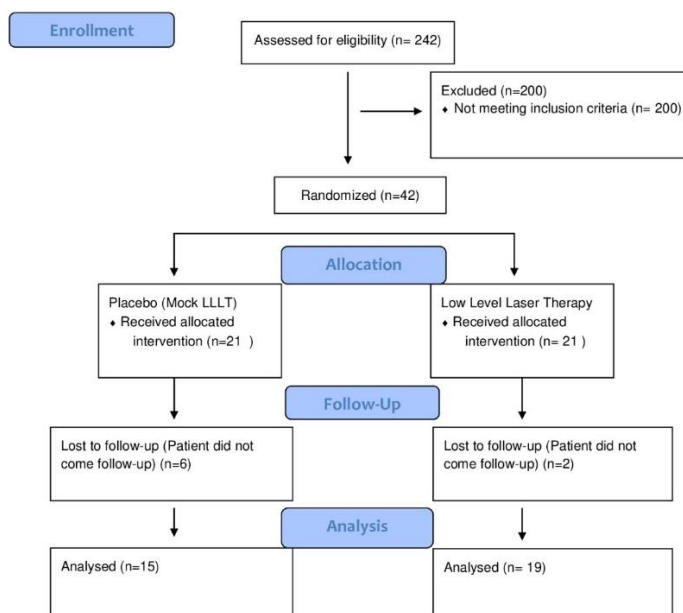 Enrollment
Assessed for eligibility (n= 242)
Excluded (n=200)
♦ Not meeting inclusion criteria (n= 200)
Randomized (n=42)
Allocation
Placebo (Mock LLLT)
♦ Received allocated
intervention (n=21 )
Low Level Laser Therapy
♦ Received allocated
intervention (n= 21 )
Follow-Up
Lost to follow-up (Patient did not
come follow-up) (n=6)
Lost to follow-up (Patient did not
come follow-up) (n=2)
Analysis
Analysed (n=15)
Analysed (n= 19)